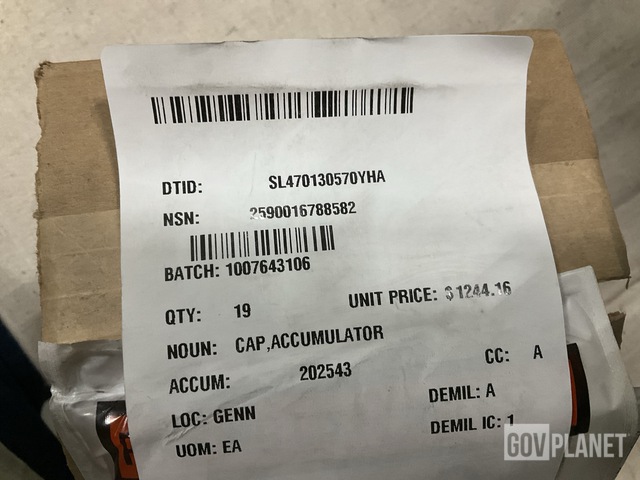 DTID: SL470130570YHA
NSN: 2590016788582
BATCH: 1007643106
QTY: 19 UNIT PRICE: $1244.16
NOUN: CAP,ACCUMULATOR
ACCUM: 202543 CC: A
LOC: GENN DEMIL: A
UOM: EA DEMIL IC: 1
GOVPLANET